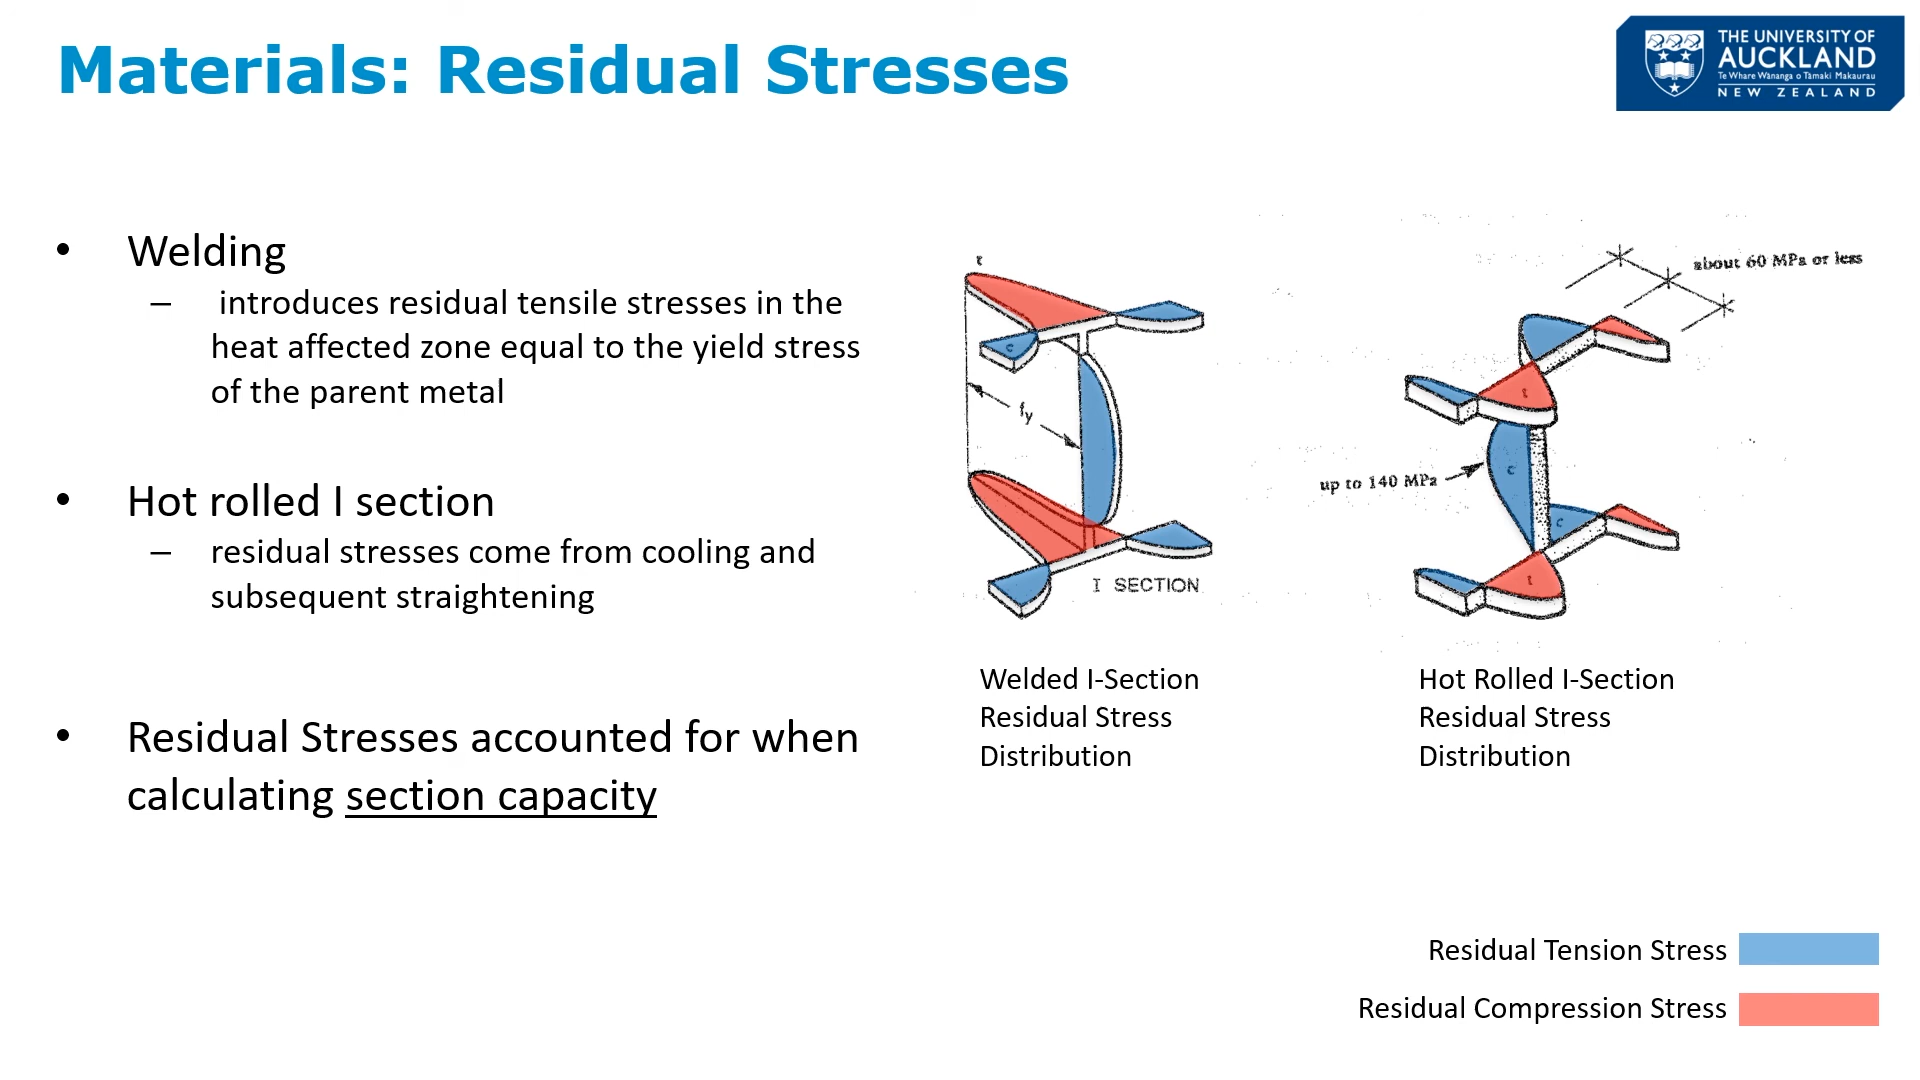 Materials: Residual Stresses
THE UNIVERSITY OF
AUCKLAND
Te Whare Wānanga o Tāmaki Makaurau
NEW ZEALAND
• Welding
– introduces residual tensile stresses in the
heat affected zone equal to the yield stress
of the parent metal
• Hot rolled I section
– residual stresses come from cooling and
subsequent straightening
• Residual Stresses accounted for when
calculating section capacity
t
c
fy
I SECTION
about 60 MPa or less
t
up to 140 MPa
c
c
t
Welded I-Section
Residual Stress
Distribution
Hot Rolled I-Section
Residual Stress
Distribution
Residual Tension Stress
Residual Compression Stress